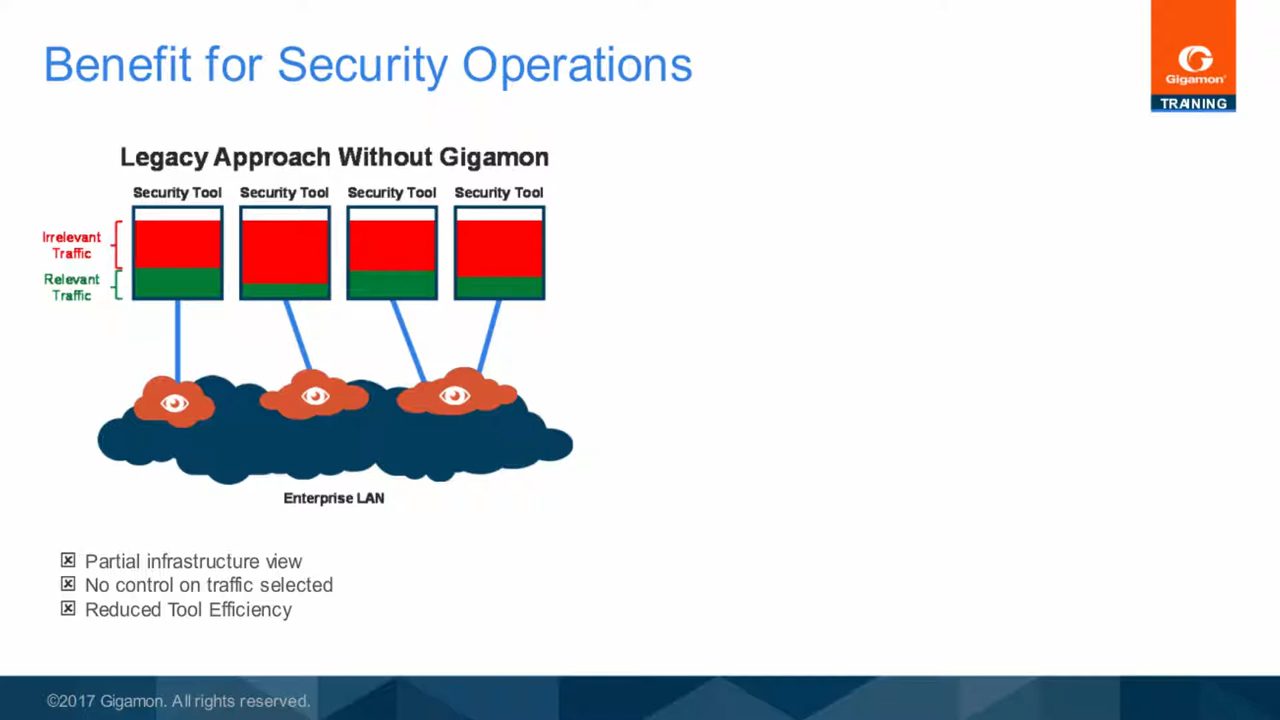 Benefit for Security Operations
Gigamon®
TRAINING
Legacy Approach Without Gigamon
Security Tool Security Tool Security Tool Security Tool
Irrelevant
Traffic
Relevant
Traffic
Enterprise LAN
Partial infrastructure view
No control on traffic selected
Reduced Tool Efficiency
©2017 Gigamon. All rights reserved.